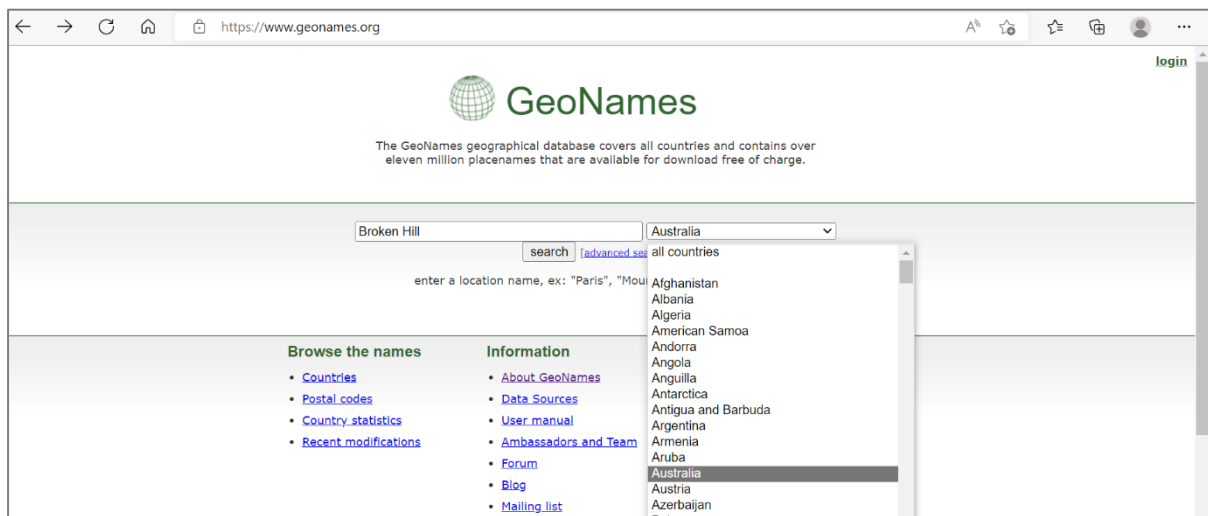 https://www.geonames.org
login
GeoNames
The GeoNames geographical database covers all countries and contains over
eleven million placenames that are available for download free of charge.
Broken Hill
Australia
search [advanced sea
enter a location name, ex: "Paris", "Mou
all countries
Afghanistan
Albania
Algeria
American Samoa
Andorra
Angola
Anguilla
Antarctica
Antigua and Barbuda
Argentina
Armenia
Aruba
Australia
Austria
Azerbaijan
Browse the names
• Countries
• Postal codes
• Country statistics
• Recent modifications
Information
• About GeoNames
• Data Sources
• User manual
• Ambassadors and Team
• Forum
• Blog
• Mailing list